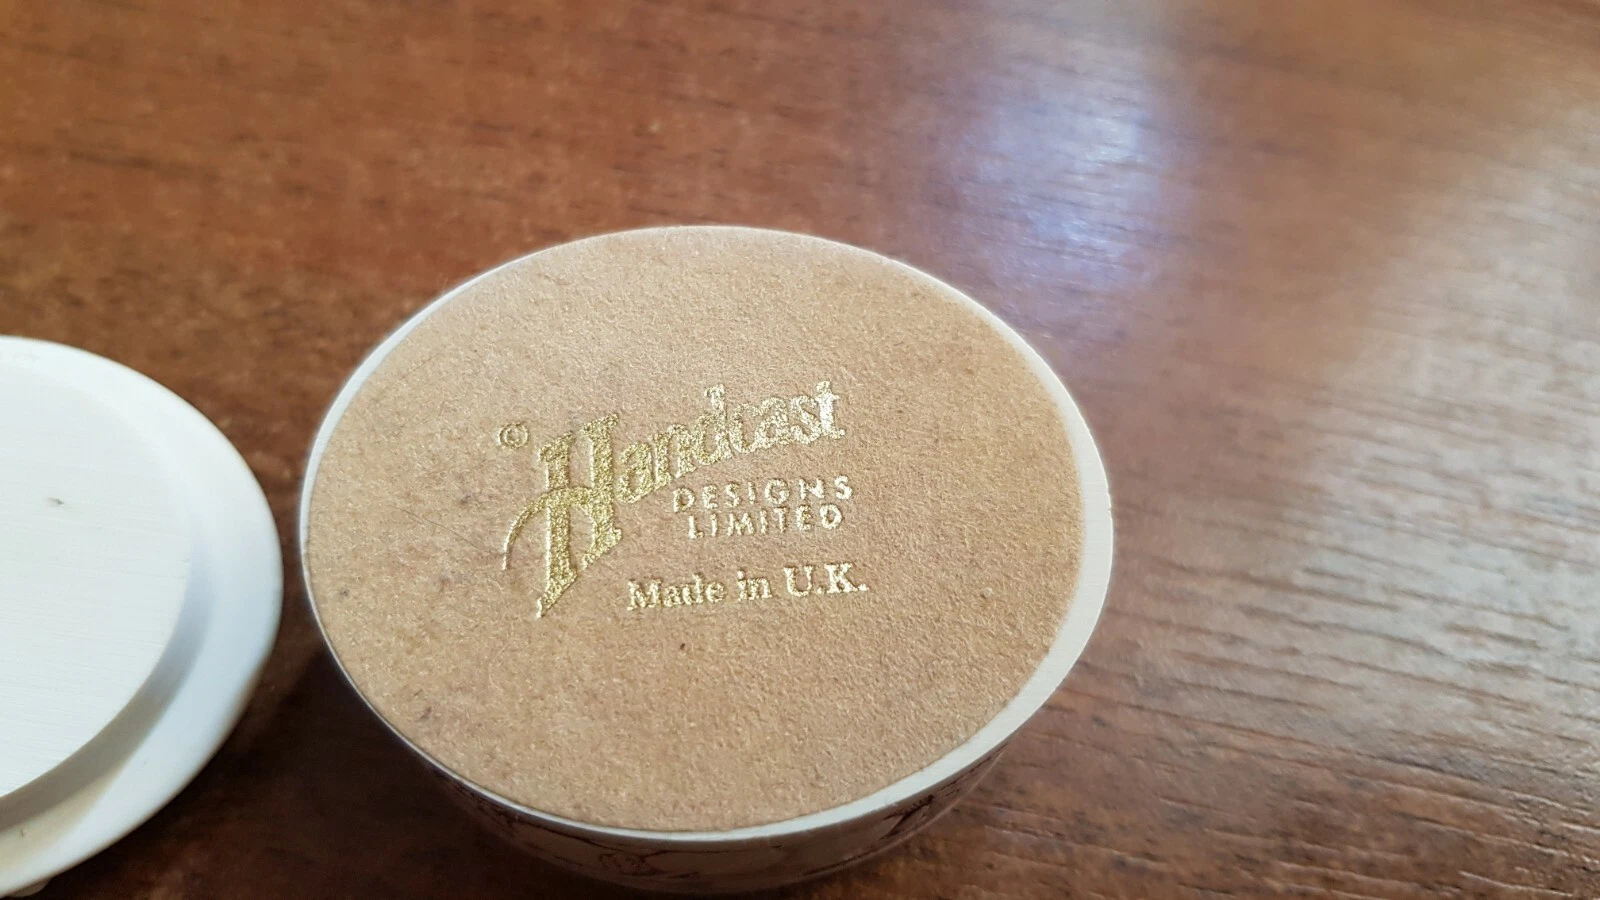 © Handcast
DESIGNS
LIMITED
Made in U.K.